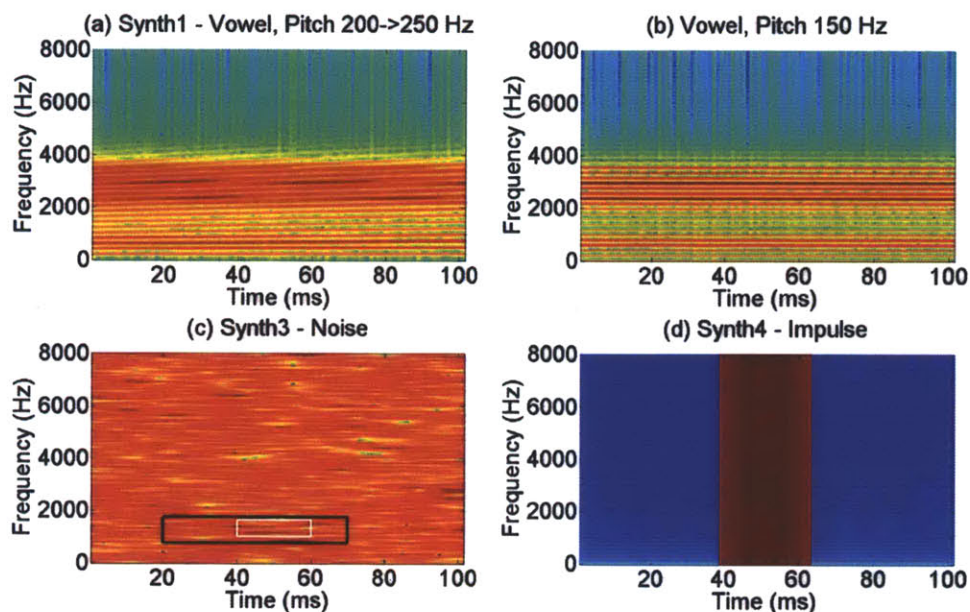 (a) Synth1 - Vowel, Pitch 200->250 Hz
8000
6000
4000
2000
0
Frequency (Hz)
20 40 60 80 100
Time (ms)
(b) Vowel, Pitch 150 Hz
8000
6000
4000
2000
0
Frequency (Hz)
20 40 60 80 100
Time (ms)
(c) Synth3 - Noise
8000
6000
4000
2000
0
Frequency (Hz)
20 40 60 80 100
Time (ms)
(d) Synth4 - Impulse
8000
6000
4000
2000
0
Frequency (Hz)
20 40 60 80 100
Time (ms)